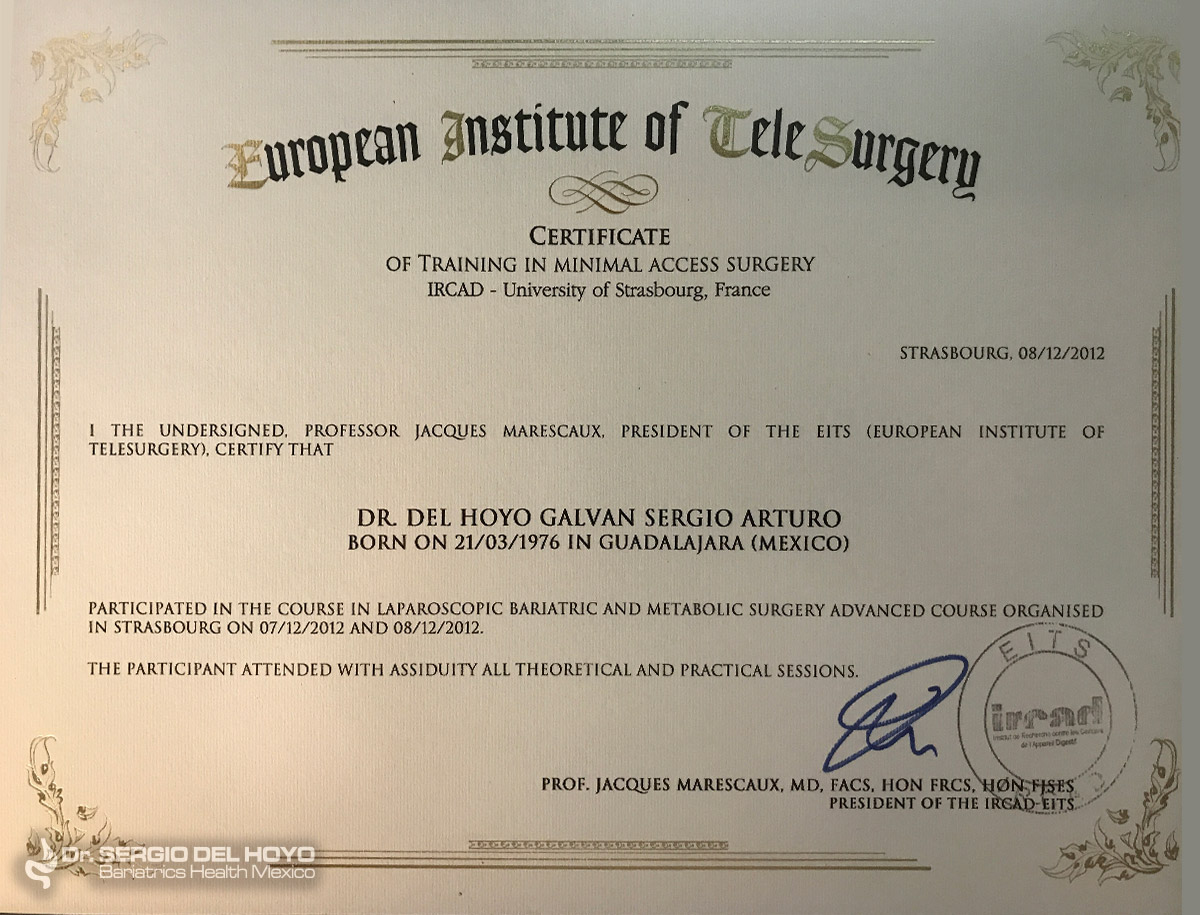 European Institute of TeleSurgery
CERTIFICATE
OF TRAINING IN MINIMAL ACCESS SURGERY
IRCAD - University of Strasbourg, France
STRASBOURG, 08/12/2012
I THE UNDERSIGNED, PROFESSOR JACQUES MARESCAUX, PRESIDENT OF THE EITS (EUROPEAN INSTITUTE OF
TELESURGERY), CERTIFY THAT
DR. DEL HOYO GALVAN SERGIO ARTURO
BORN ON 21/03/1976 IN GUADALAJARA (MEXICO)
PARTICIPATED IN THE COURSE IN LAPAROSCOPIC BARIATRIC AND METABOLIC SURGERY ADVANCED COURSE ORGANISED
IN STRASBOURG ON 07/12/2012 AND 08/12/2012.
THE PARTICIPANT ATTENDED WITH ASSIDUITY ALL THEORETICAL AND PRACTICAL SESSIONS.
EITS
ircad
Institut de Recherche contre les Cancers
de l'Appareil Digestif
PROF. JACQUES MARESCAUX, MD, FACS, HON FRCS, HON FJSES
PRESIDENT OF THE IRCAD-EITS
Dr. SERGIO DEL HOYO
Bariatrics Health Mexico